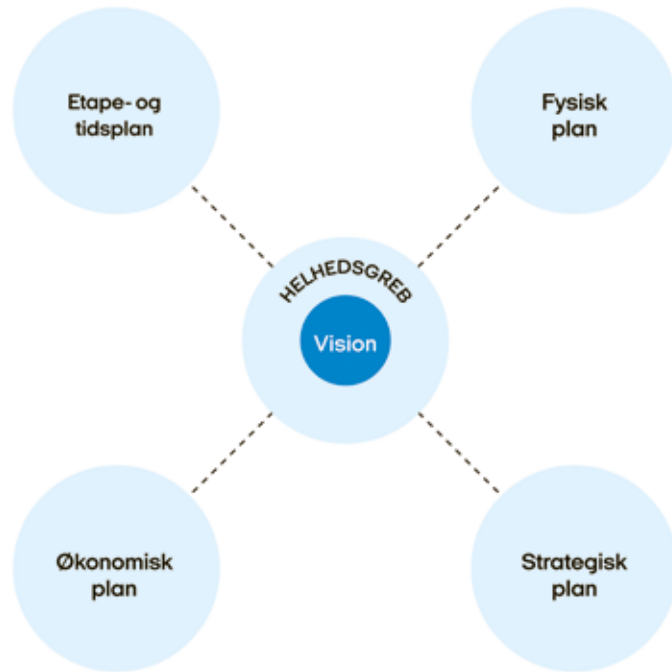 Etape- og
tidsplan
Fysisk
plan
HELHEDSGREB
Vision
Økonomisk
plan
Strategisk
plan